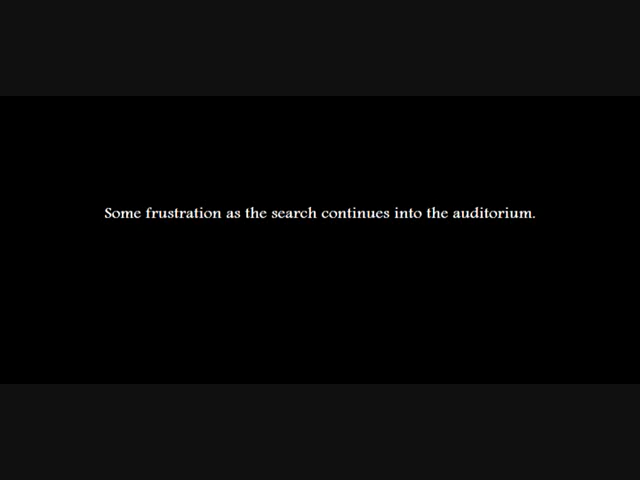 Some frustration as the search continues into the auditorium.